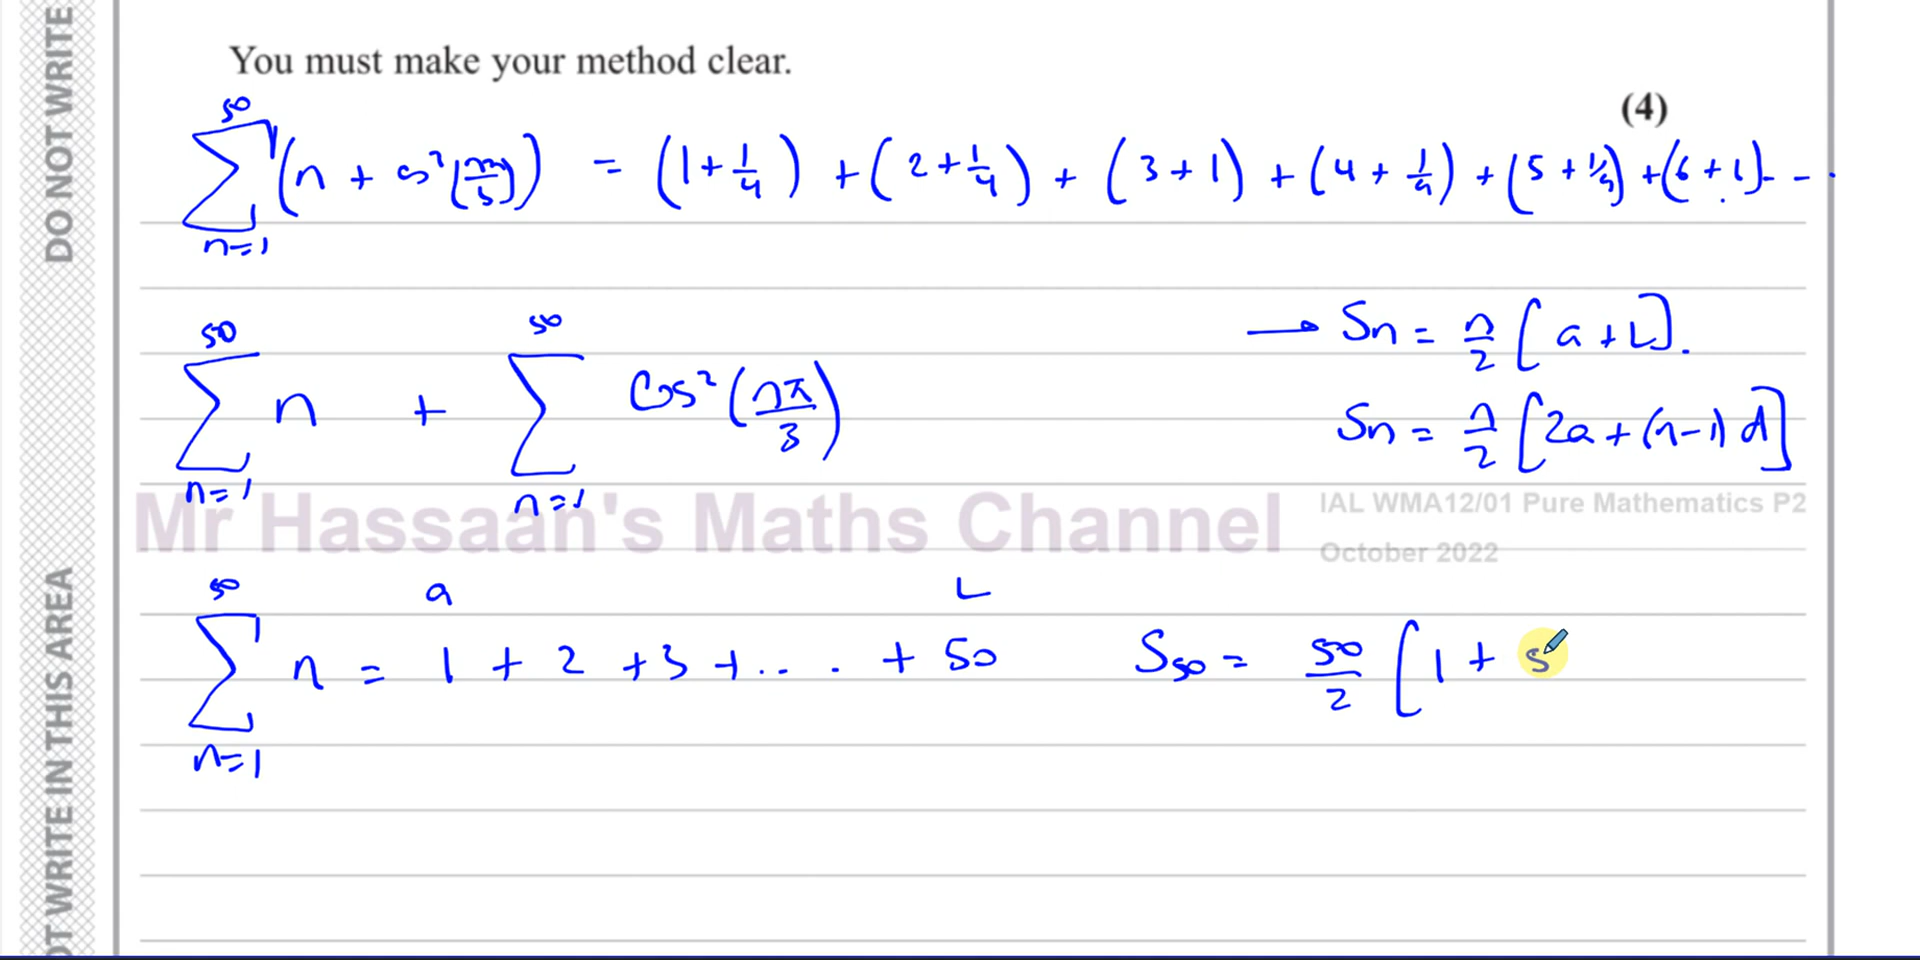 DO NOT WRITE
OT WRITE IN THIS AREA
You must make your method clear.
(4)
50 ∑ n=1 (n + cos²(nπ/3)) = (1 + 1/4) + (2 + 1/4) + (3 + 1) + (4 + 1/4) + (5 + 1/4) + (6 + 1) - - .
50 ∑ n=1 n + 50 ∑ n=1 Cos²(nπ/3)
→ Sn = n/2 [a + L].
Sn = n/2 [2a + (n-1) d]
Mr Hassaan's Maths Channel
IAL WMA12/01 Pure Mathematics P2
October 2022
a L
50 ∑ n=1 n = 1 + 2 + 3 + .. . + 50 S50 = 50/2 [1 + 5